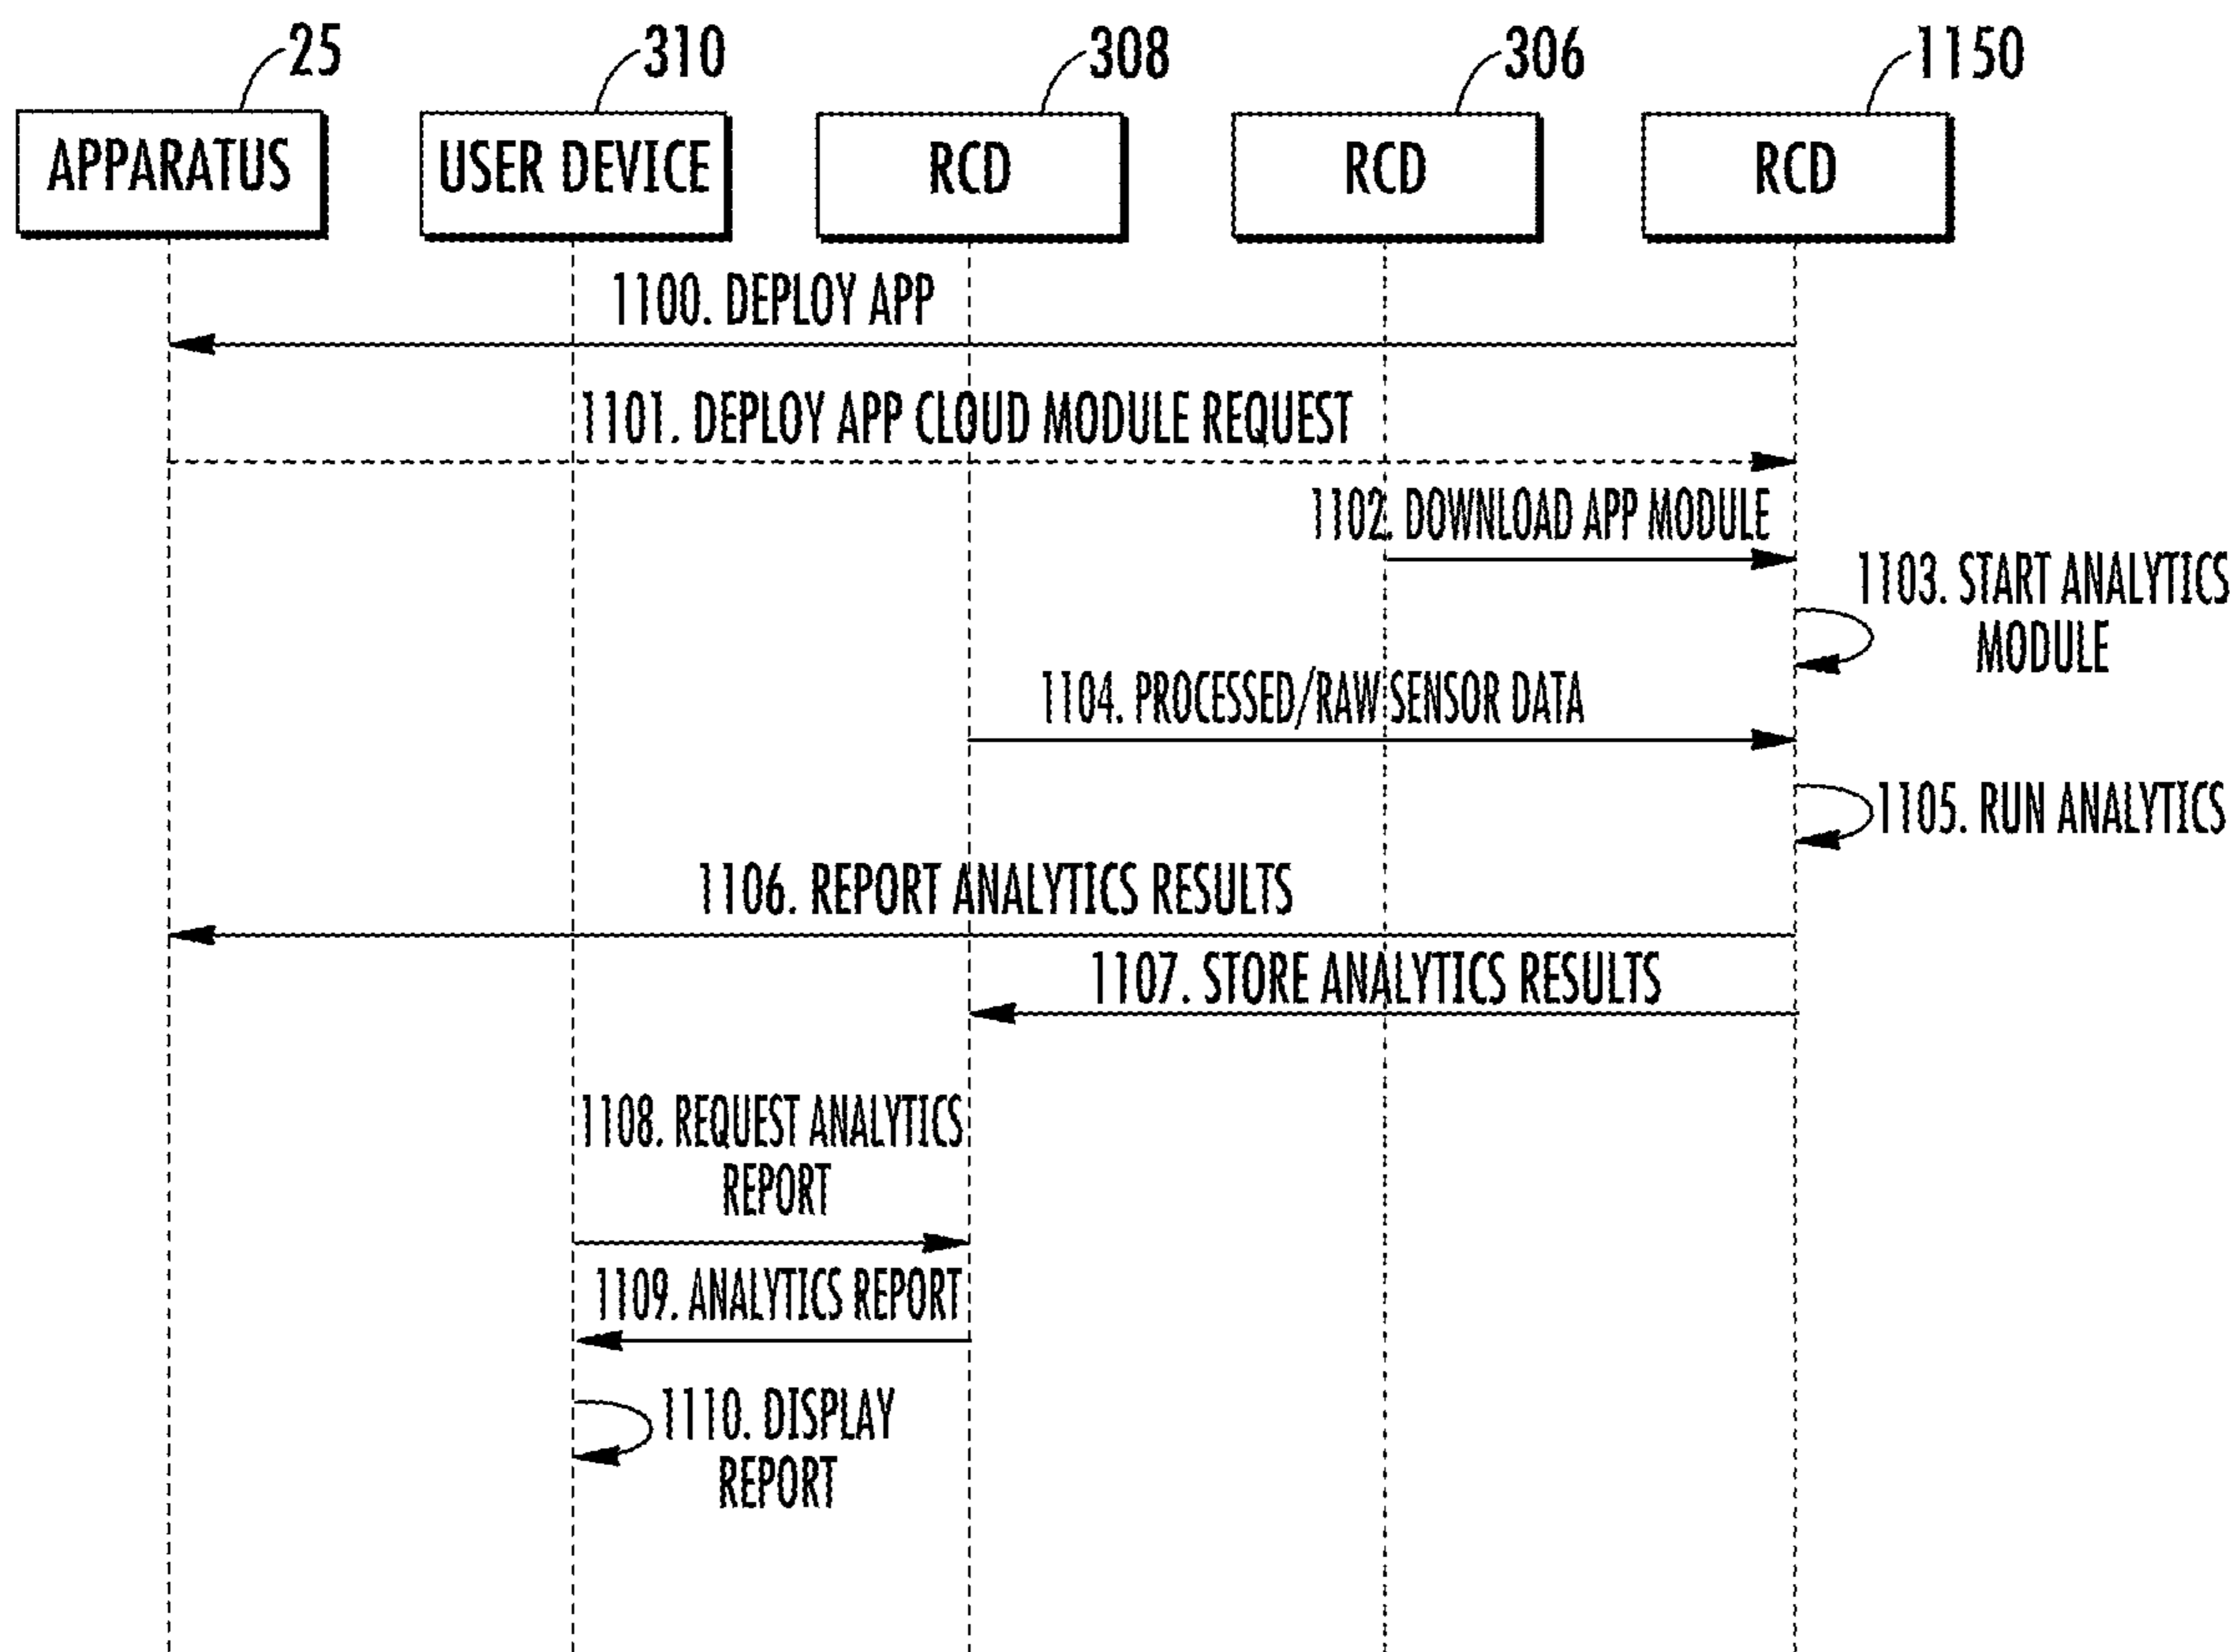 25
310
308
306
1150
APPARATUS
USER DEVICE
RCD
RCD
RCD
1100. DEPLOY APP
1101. DEPLOY APP CLOUD MODULE REQUEST
1102. DOWNLOAD APP MODULE
1103. START ANALYTICS
MODULE
1104. PROCESSED/RAW SENSOR DATA
1105. RUN ANALYTICS
1106. REPORT ANALYTICS RESULTS
1107. STORE ANALYTICS RESULTS
1108. REQUEST ANALYTICS
REPORT
1109. ANALYTICS REPORT
1110. DISPLAY
REPORT